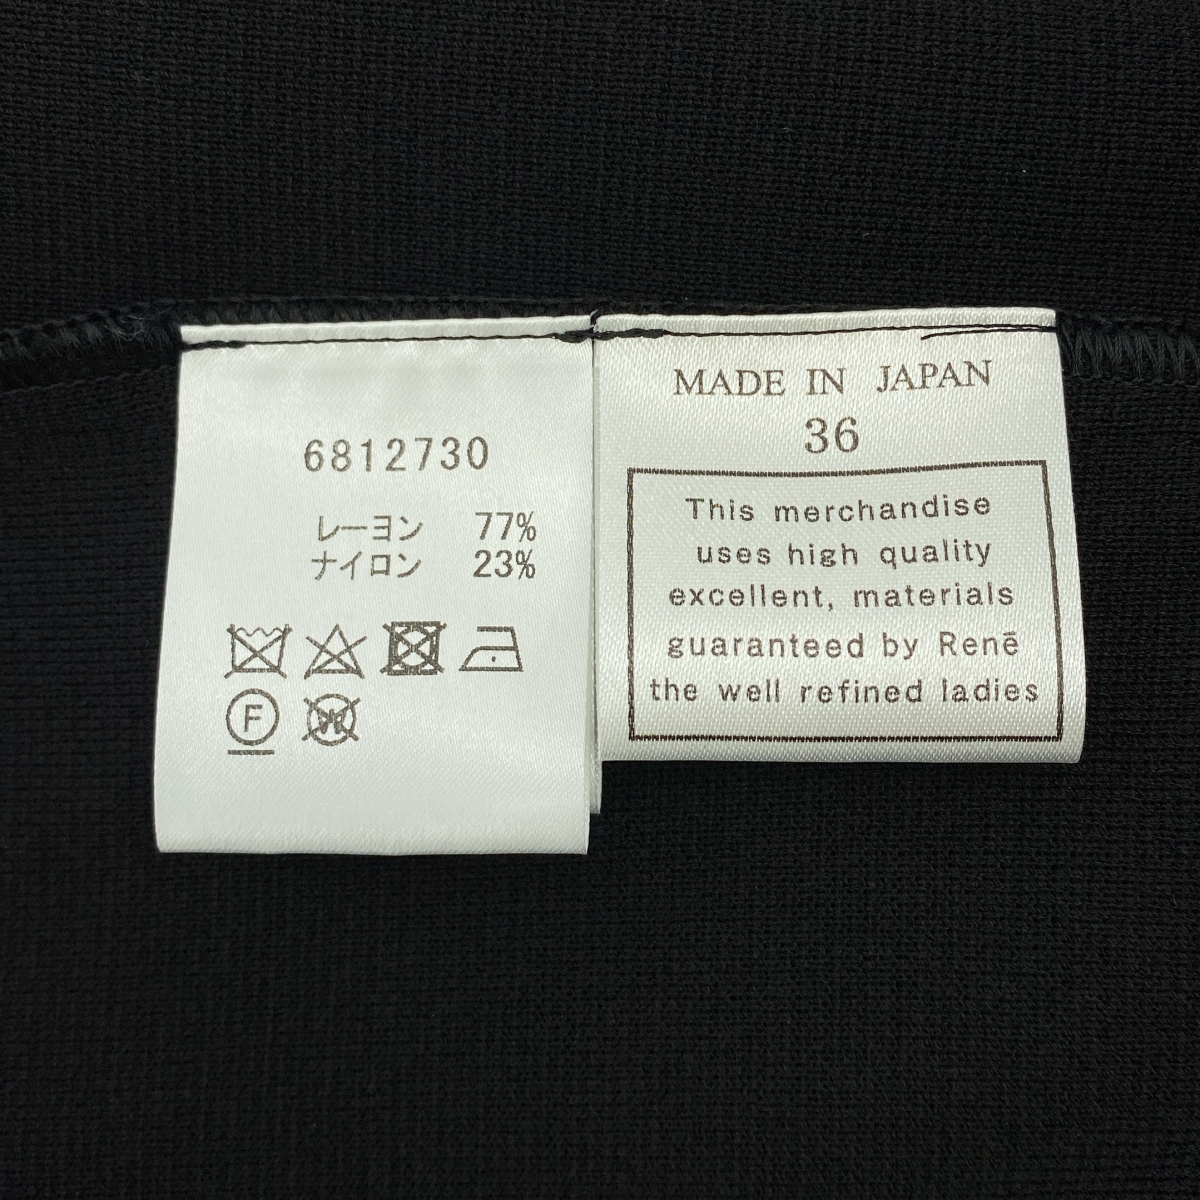 6812730
レーヨン 77%
ナイロン 23%
F
W
MADE IN JAPAN
36
This merchandise
uses high quality
excellent, materials
guaranteed by Renē
the well refined ladies